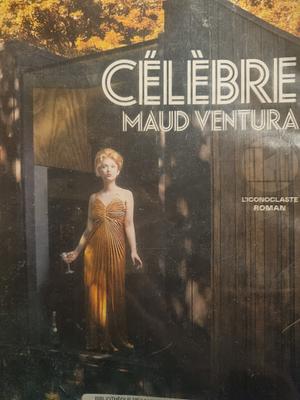 CÉLÈBRE
MAUD VENTURA
L'ICONOCLASTE
ROMAN